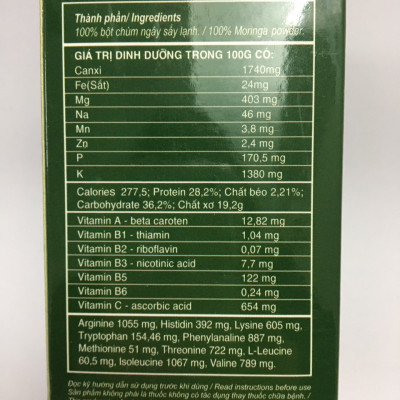 Thành phần/ Ingredients
100% bột chùm ngây sấy lạnh. / 100% Moringa powder.
GIÁ TRỊ DINH DƯỠNG TRONG 100G CÓ:
Canxi 1740mg
Fe(Sắt) 24mg
Mg 403 mg
Na 46 mg
Mn 3,8 mg
Zn 2,4 mg
P 170,5 mg
K 1380 mg
Calories 277,5; Protein 28,2%; Chất béo 2,21%;
Carbohydrate 36,2%; Chất xơ 19,2g
Vitamin A - beta caroten 12,82 mg
Vitamin B1 - thiamin 1,04 mg
Vitamin B2 - riboflavin 0,07 mg
Vitamin B3 - nicotinic acid 7,7 mg
Vitamin B5 122 mg
Vitamin B6 0,24 mg
Vitamin C - ascorbic acid 654 mg
Arginine 1055 mg, Histidin 392 mg, Lysine 605 mg,
Tryptophan 154,46 mg, Phenylanaline 887 mg,
Methionine 51 mg, Threonine 722 mg, L-Leucine
60,5 mg, Isoleucine 1067 mg, Valine 789 mg.
Đọc kỹ hướng dẫn sử dụng trước khi dùng / Read instructions before use
Sản phẩm không phải là thuốc không có tác dụng thay thuốc chữa bệnh.